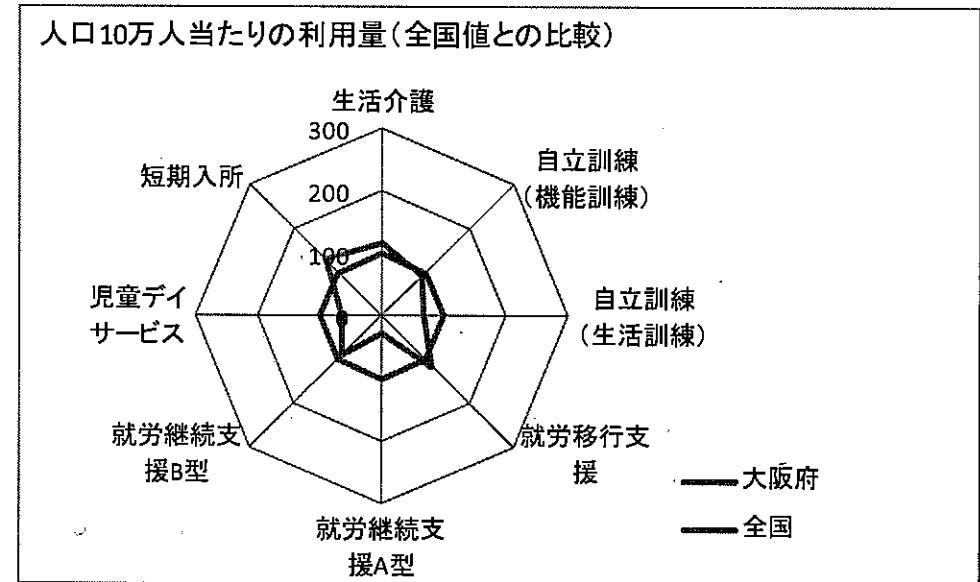 人口10万人当たりの利用量(全国値との比較)
生活介護
300
200
100
自立訓練
(機能訓練)
自立訓練
(生活訓練)
就労移行支
援
就労継続支
援A型
就労継続支
援B型
児童デイ
サービス
短期入所
大阪府
全国